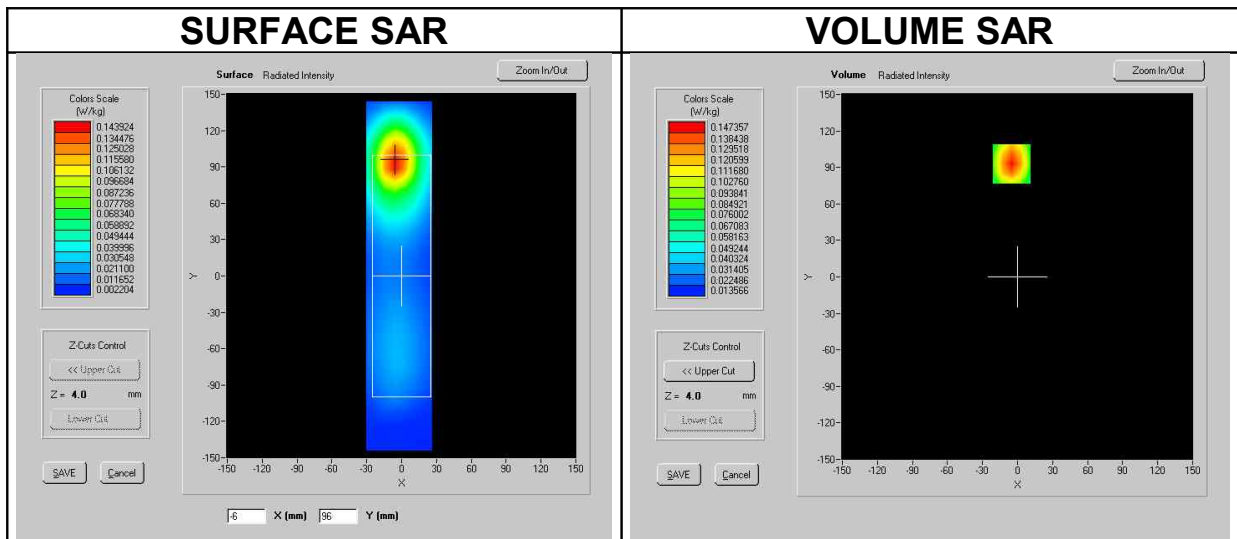 SURFACE SAR
VOLUME SAR
Surface Radiated Intensity
Zoom In/Out
Colors Scale
(W/kg)
0.143924
0.134476
0.125028
0.115580
0.106132
0.096684
0.087236
0.077788
0.068340
0.058892
0.049444
0.039996
0.030548
0.021100
0.011652
0.002204
Z-Cuts Control
<< Upper Cut
Z = 4.0 mm
Lower Cut
SAVE Cancel
150-
120-
90-
60-
30-
0-
-30-
-60-
-90-
-120-
-150-
Y
-150 -120 -90 -60 -30 0 30 60 90 120 150
X
-6 X (mm) 96 Y (mm)
Volume Radiated Intensity
Zoom In/Out
Colors Scale
(W/kg)
0.147357
0.138438
0.129518
0.120599
0.111680
0.102760
0.093841
0.084921
0.076002
0.067083
0.058163
0.049244
0.040324
0.031405
0.022486
0.013566
Z-Cuts Control
<< Upper Cut
Z = 4.0 mm
Lower Cut
SAVE Cancel
150-
120-
90-
60-
30-
0-
-30-
-60-
-90-
-120-
-150-
Y
-150 -120 -90 -60 -30 0 30 60 90 120 150
X